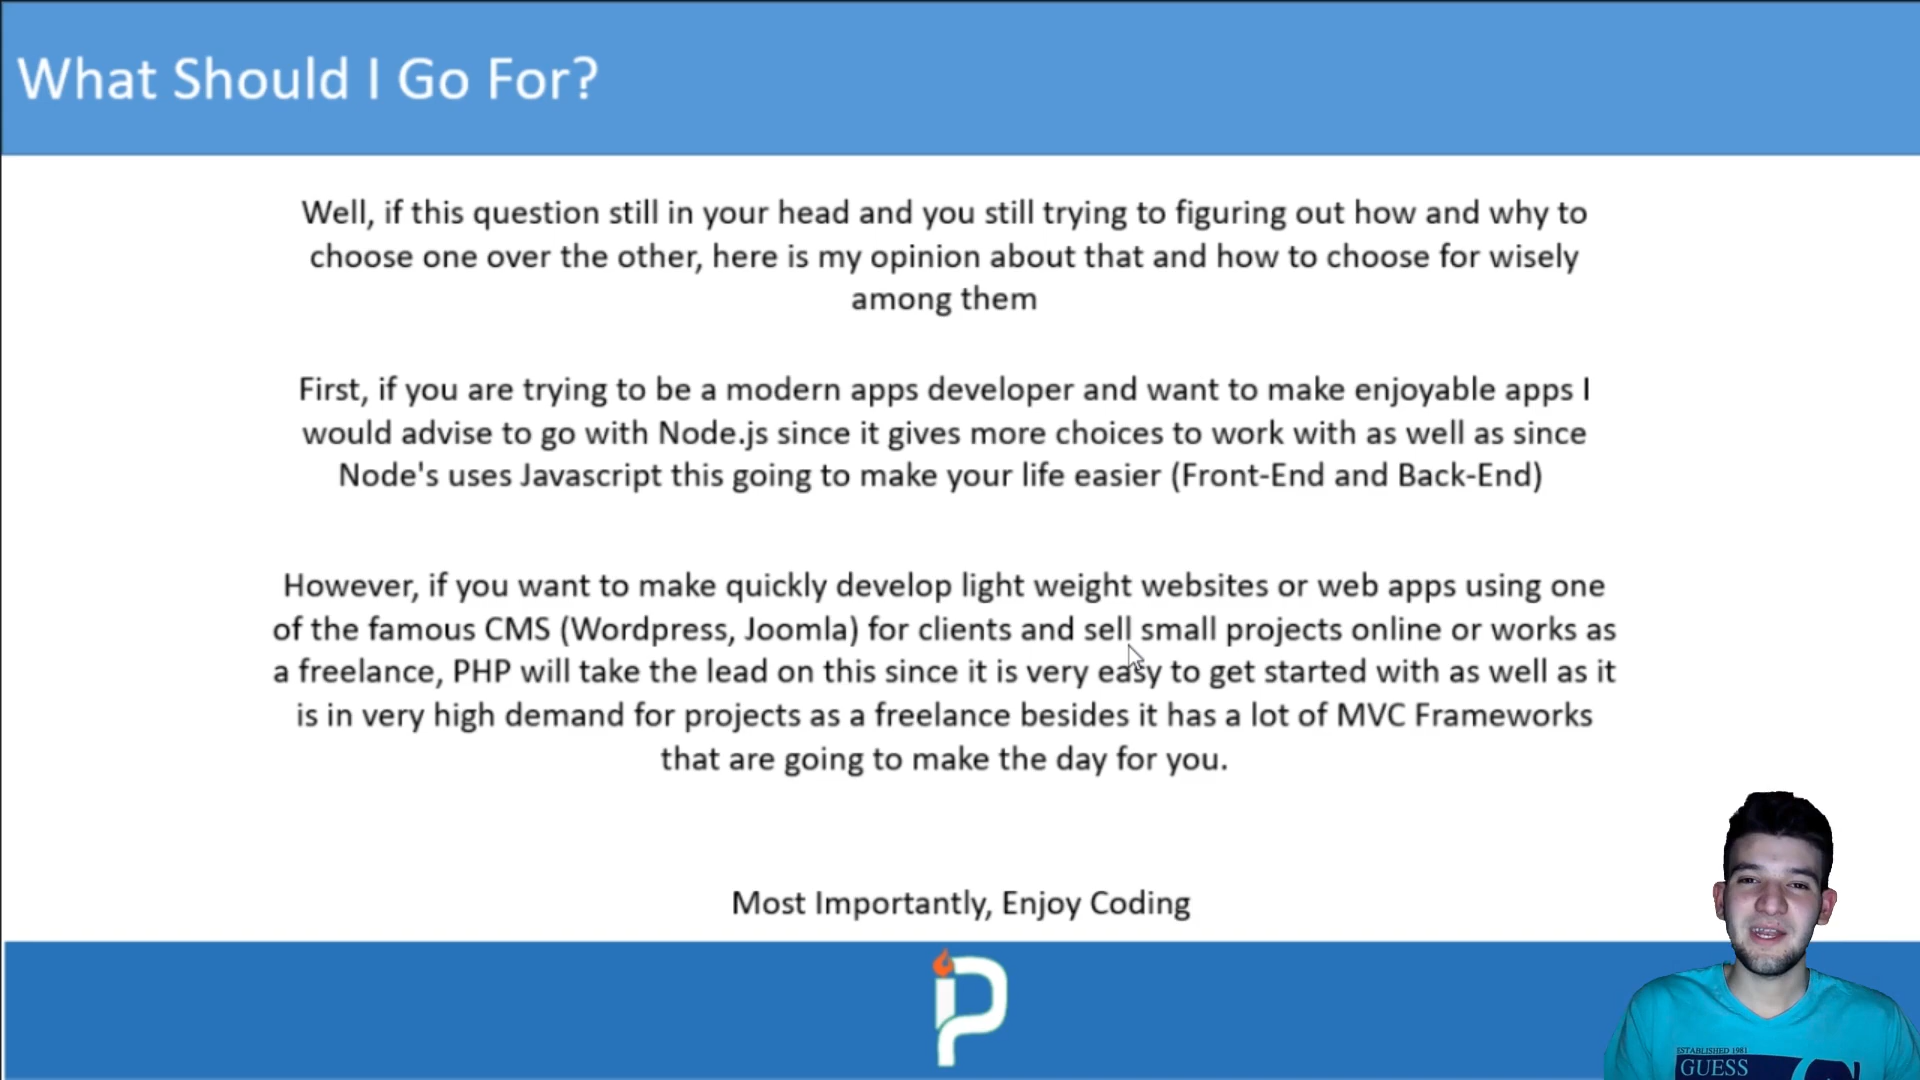 What Should I Go For?
Well, if this question still in your head and you still trying to figuring out how and why to
choose one over the other, here is my opinion about that and how to choose for wisely
among them
First, if you are trying to be a modern apps developer and want to make enjoyable apps I
would advise to go with Node.js since it gives more choices to work with as well as since
Node's uses Javascript this going to make your life easier (Front-End and Back-End)
However, if you want to make quickly develop light weight websites or web apps using one
of the famous CMS (Wordpress, Joomla) for clients and sell small projects online or works as
a freelance, PHP will take the lead on this since it is very easy to get started with as well as it
is in very high demand for projects as a freelance besides it has a lot of MVC Frameworks
that are going to make the day for you.
Most Importantly, Enjoy Coding
ESTABLISHED 1981
GUESS